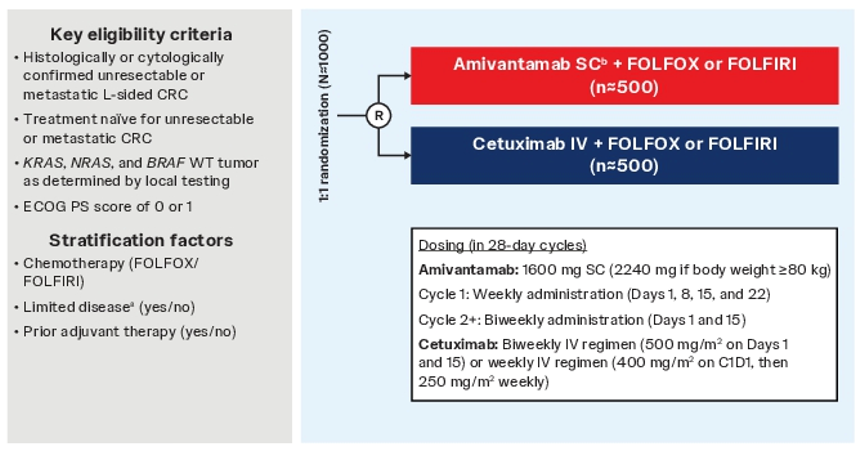 Key eligibility criteria
• Histologically or cytologically
confirmed unresectable or
metastatic L-sided CRC
• Treatment naïve for unresectable
or metastatic CRC
• KRAS, NRAS, and BRAF WT tumor
as determined by local testing
• ECOG PS score of 0 or 1
Stratification factors
• Chemotherapy (FOLFOX/
FOLFIRI)
• Limited diseaseᵃ (yes/no)
• Prior adjuvant therapy (yes/no)
1:1 randomization (N≈1000)
R
Amivantamab SCᵇ + FOLFOX or FOLFIRI
(n≈500)
Cetuximab IV + FOLFOX or FOLFIRI
(n≈500)
Dosing (in 28-day cycles)
Amivantamab: 1600 mg SC (2240 mg if body weight ≥80 kg)
Cycle 1: Weekly administration (Days 1, 8, 15, and 22)
Cycle 2+: Biweekly administration (Days 1 and 15)
Cetuximab: Biweekly IV regimen (500 mg/m² on Days 1
and 15) or weekly IV regimen (400 mg/m² on C1D1, then
250 mg/m² weekly)